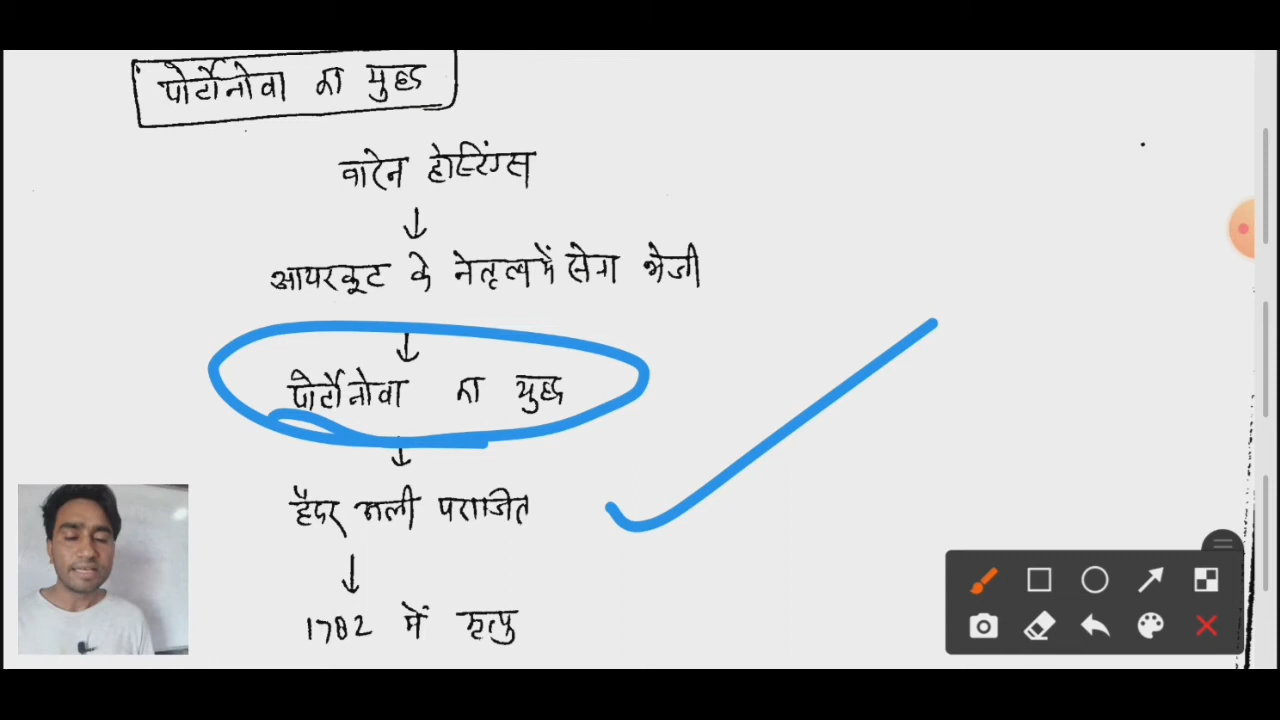 पोर्टोनोवा का युद्ध
वारेन हेस्टिंग्स
आयरकूट के नेतृत्व में सेना भेजी
पोर्टोनोवा का युद्ध
हैदर अली पराजित
1782 में मृत्यु